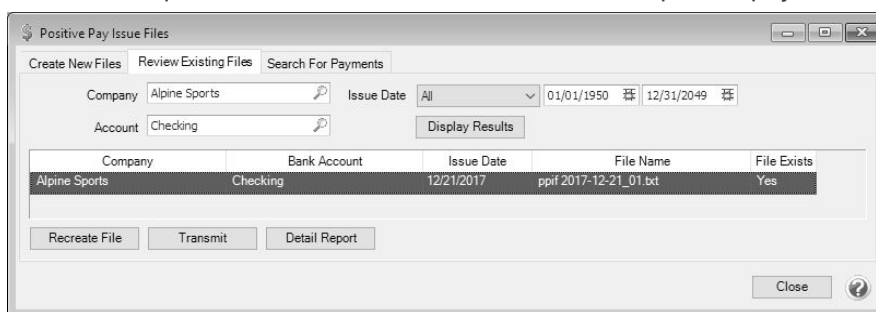 Positive Pay Issue Files
Create New Files Review Existing Files Search For Payments
Company Alpine Sports Issue Date All 01/01/1950 12/31/2049
Account Checking Display Results
Company Bank Account Issue Date File Name File Exists
Alpine Sports Checking 12/21/2017 ppif 2017-12-21_01.txt Yes
Recreate File Transmit Detail Report
Close